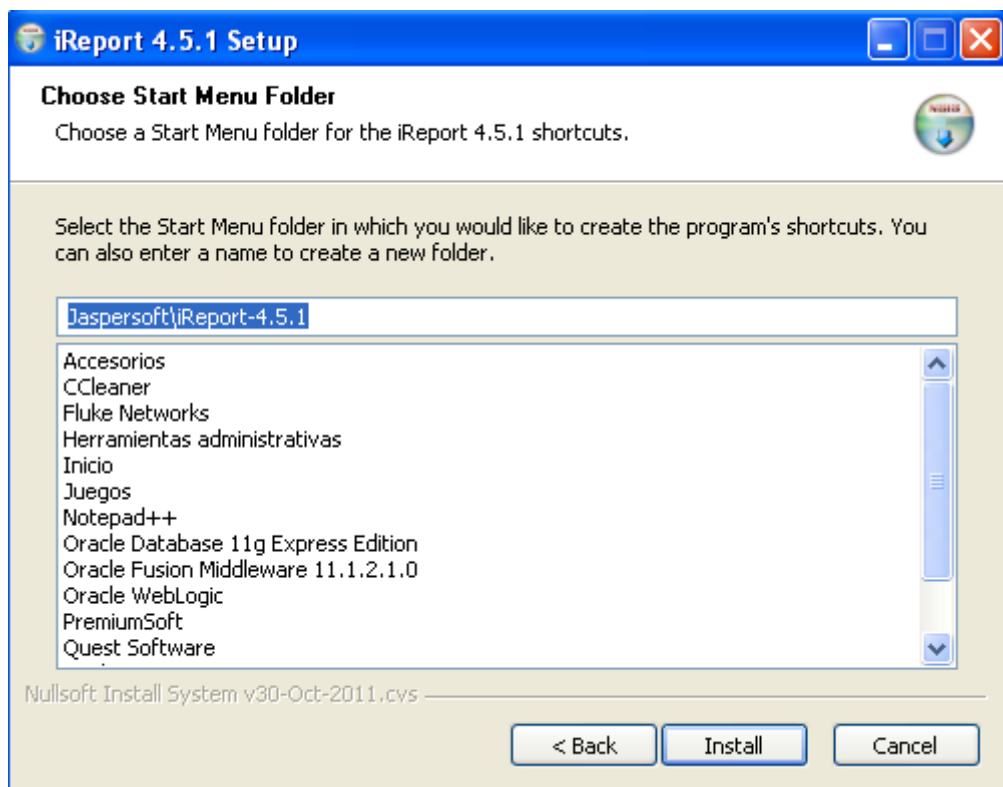 iReport 4.5.1 Setup
Choose Start Menu Folder
Choose a Start Menu folder for the iReport 4.5.1 shortcuts.
Select the Start Menu folder in which you would like to create the program's shortcuts. You
can also enter a name to create a new folder.
Jaspersoft\iReport-4.5.1
Accesorios
CCleaner
Fluke Networks
Herramientas administrativas
Inicio
Juegos
Notepad++
Oracle Database 11g Express Edition
Oracle Fusion Middleware 11.1.2.1.0
Oracle WebLogic
PremiumSoft
Quest Software
Nullsoft Install System v30-Oct-2011.cvs
< Back
Install
Cancel